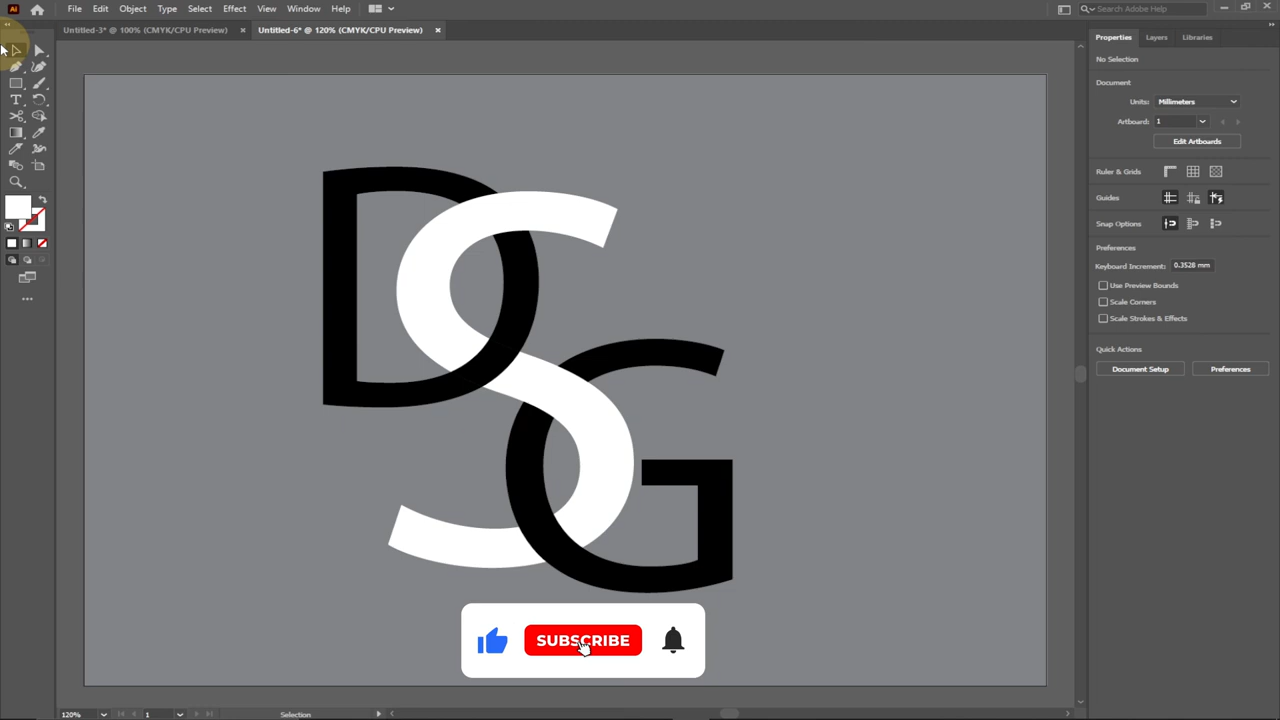 Ai File Edit Object Type Select Effect View Window Help Search Adobe Help
Untitled-3* @ 100% (CMYK/CPU Preview) × Untitled-6* @ 120% (CMYK/CPU Preview) ×
Properties Layers Libraries
No Selection
Document
Units: Millimeters
Artboard: 1
Edit Artboards
Ruler & Grids
Guides
Snap Options
Preferences
Keyboard Increment: 0.3528 mm
Use Preview Bounds
Scale Corners
Scale Strokes & Effects
Quick Actions
Document Setup Preferences
D
S
G
SUBSCRIBE
120% 1 Selection